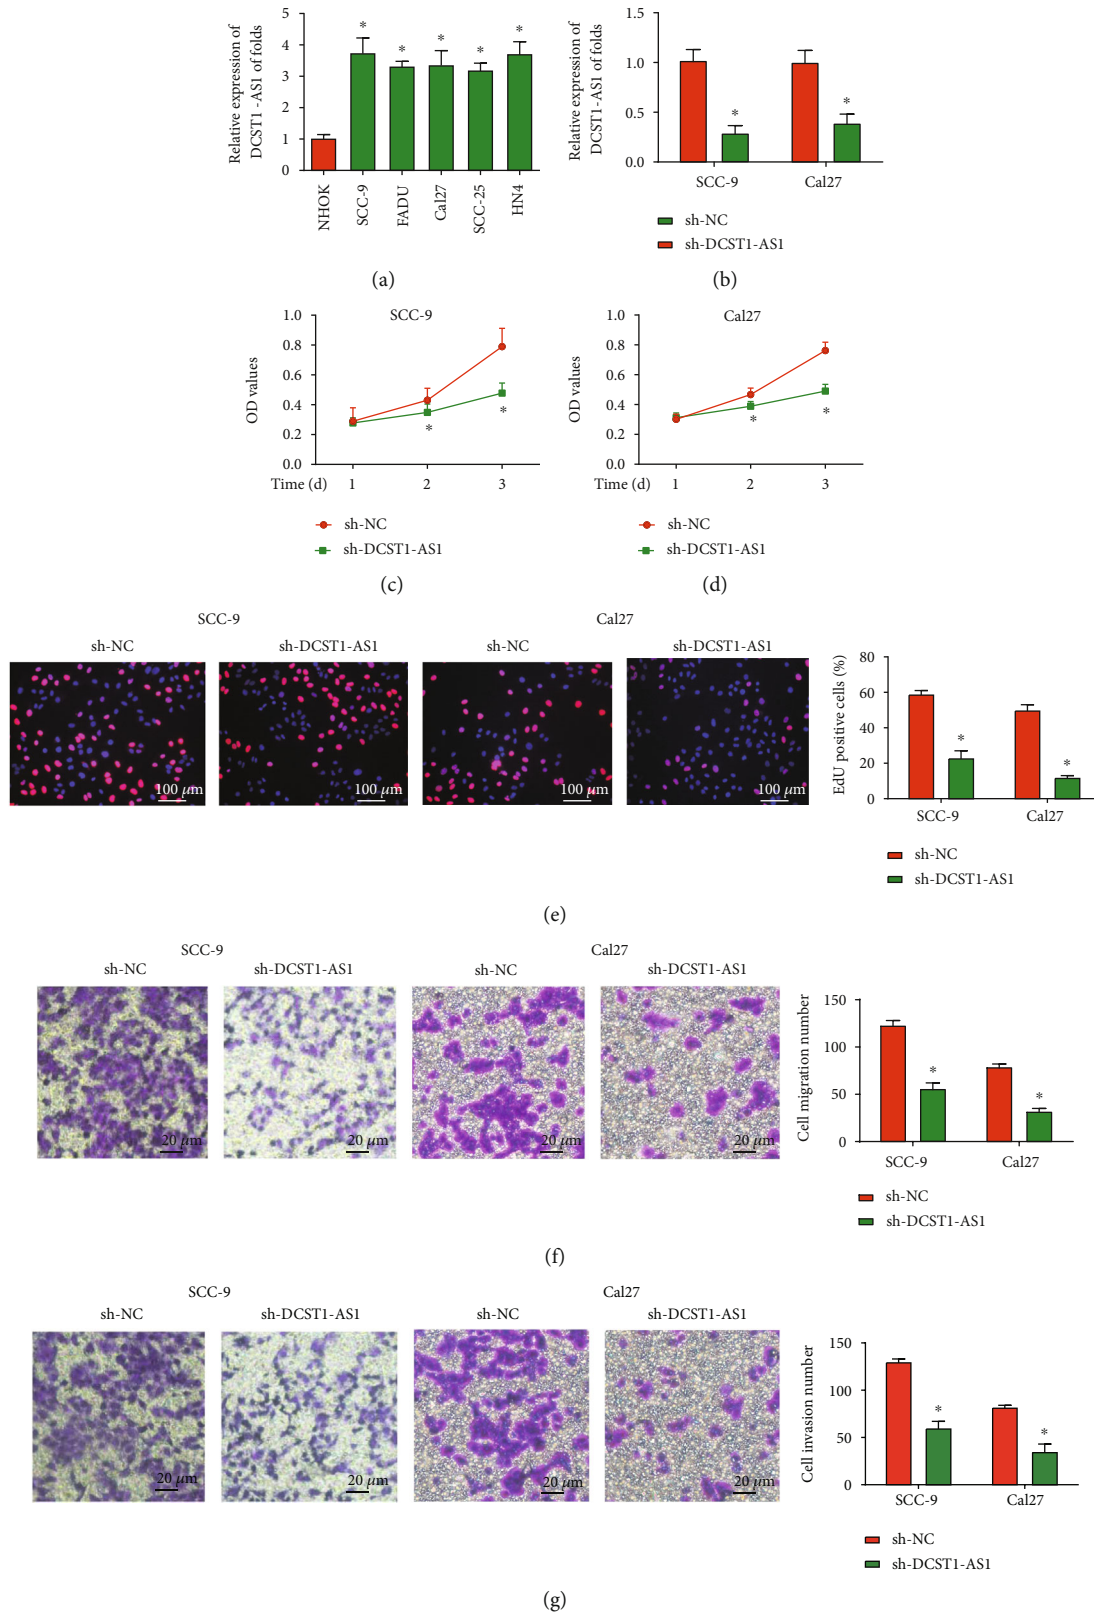 Relative expression of
DCST1 -AS1 of folds
5
4
3
2
1
0
* * * * *
NHOK
SCC-9
FADU
Cal27
SCC-25
HN4
(a)
Relative expression of
DCST1-AS1 of folds
1.5
1.0
0.5
0.0
* *
SCC-9 Cal27
sh-NC
sh-DCST1-AS1
(b)
SCC-9
OD values
1.0
0.8
0.6
0.4
0.2
0.0
* *
Time (d) 1 2 3
sh-NC
sh-DCST1-AS1
(c)
Cal27
OD values
1.0
0.8
0.6
0.4
0.2
0.0
* *
Time (d) 1 2 3
sh-NC
sh-DCST1-AS1
(d)
SCC-9 Cal27
sh-NC sh-DCST1-AS1 sh-NC sh-DCST1-AS1
100 µm 100 µm 100 µm 100 µm
EdU positive cells (%)
80
60
40
20
0
* *
SCC-9 Cal27
sh-NC
sh-DCST1-AS1
(e)
SCC-9 Cal27
sh-NC sh-DCST1-AS1 sh-NC sh-DCST1-AS1
20 µm 20 µm 20 µm 20 µm
Cell migration number
150
100
50
0
* *
SCC-9 Cal27
sh-NC
sh-DCST1-AS1
(f)
SCC-9 Cal27
sh-NC sh-DCST1-AS1 sh-NC sh-DCST1-AS1
20 µm 20 µm 20 µm 20 µm
Cell invasion number
150
100
50
0
* *
SCC-9 Cal27
sh-NC
sh-DCST1-AS1
(g)